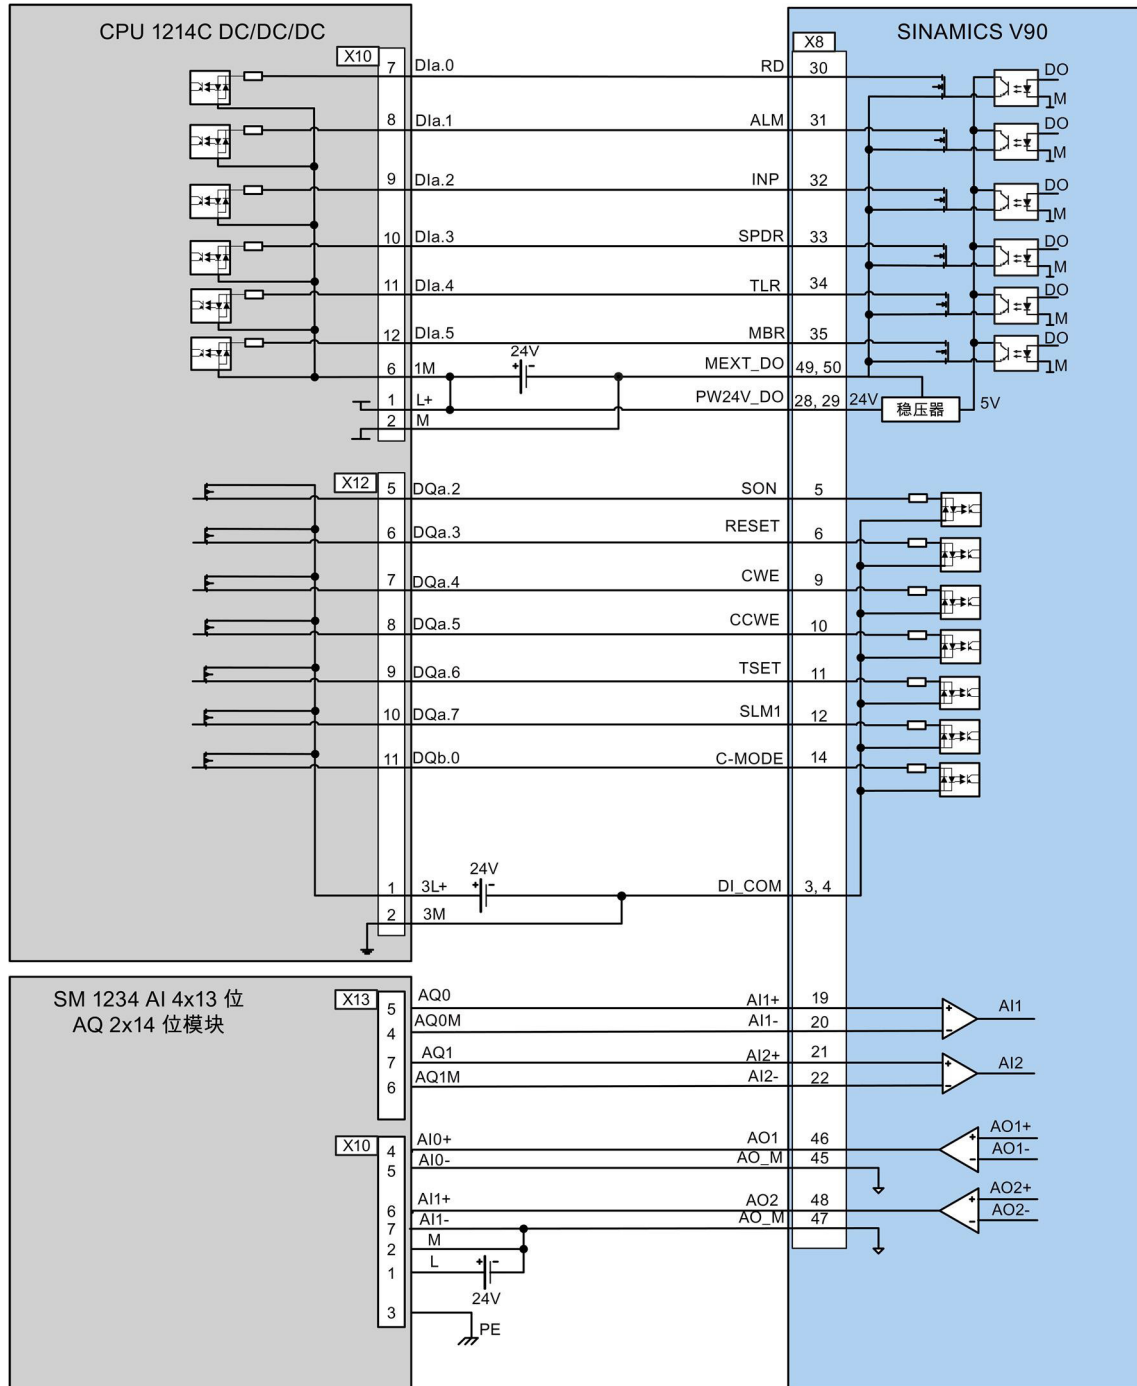 CPU 1214C DC/DC/DC
SINAMICS V90
X10
X8
7 DIa.0 RD 30 DO
M
8 DIa.1 ALM 31 DO
M
9 DIa.2 INP 32 DO
M
10 DIa.3 SPDR 33 DO
M
11 DIa.4 TLR 34 DO
M
12 DIa.5 MBR 35 DO
M
24V
+ -
6 1M MEXT_DO 49, 50
1 L+ PW24V_DO 28, 29 24V 稳压器 5V
2 M
X12
5 DQa.2 SON 5
6 DQa.3 RESET 6
7 DQa.4 CWE 9
8 DQa.5 CCWE 10
9 DQa.6 TSET 11
10 DQa.7 SLM1 12
11 DQb.0 C-MODE 14
24V
+ -
1 3L+ DI_COM 3, 4
2 3M
SM 1234 AI 4x13 位
AQ 2x14 位模块
X13
5 AQ0 AI1+ 19 + AI1
4 AQ0M AI1- 20 -
7 AQ1 AI2+ 21 + AI2
6 AQ1M AI2- 22 -
X10
4 AI0+ AO1 46 + AO1+
5 AI0- AO_M 45 - AO1-
6 AI1+ AO2 48 + AO2+
7 AI1- AO_M 47 - AO2-
2 M
1 L + -
24V
3 PE